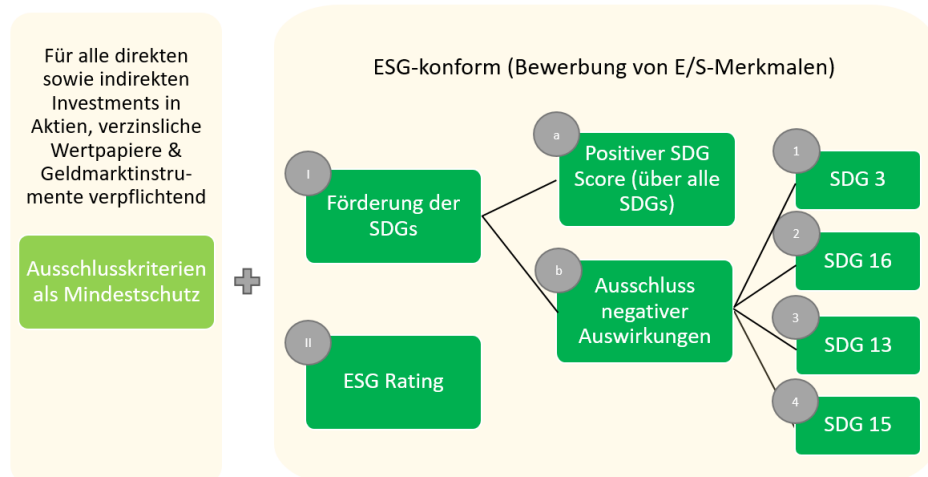 Für alle direkten
sowie indirekten
Investments in
Aktien, verzinsliche
Wertpapiere &
Geldmarktinstru-
mente verpflichtend
Ausschlusskriterien
als Mindestschutz
ESG-konform (Bewerbung von E/S-Merkmalen)
I
Förderung der
SDGs
II
ESG Rating
a
Positiver SDG
Score (über alle
SDGs)
b
Ausschluss
negativer
Auswirkungen
1
SDG 3
2
SDG 16
3
SDG 13
4
SDG 15